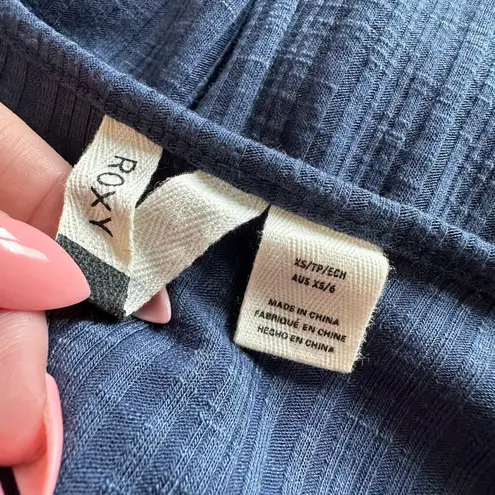 ROXY
XS/TP/ECH
AUS XS/6
MADE IN CHINA
FABRIQUÉ EN CHINE
HECHO EN CHINA